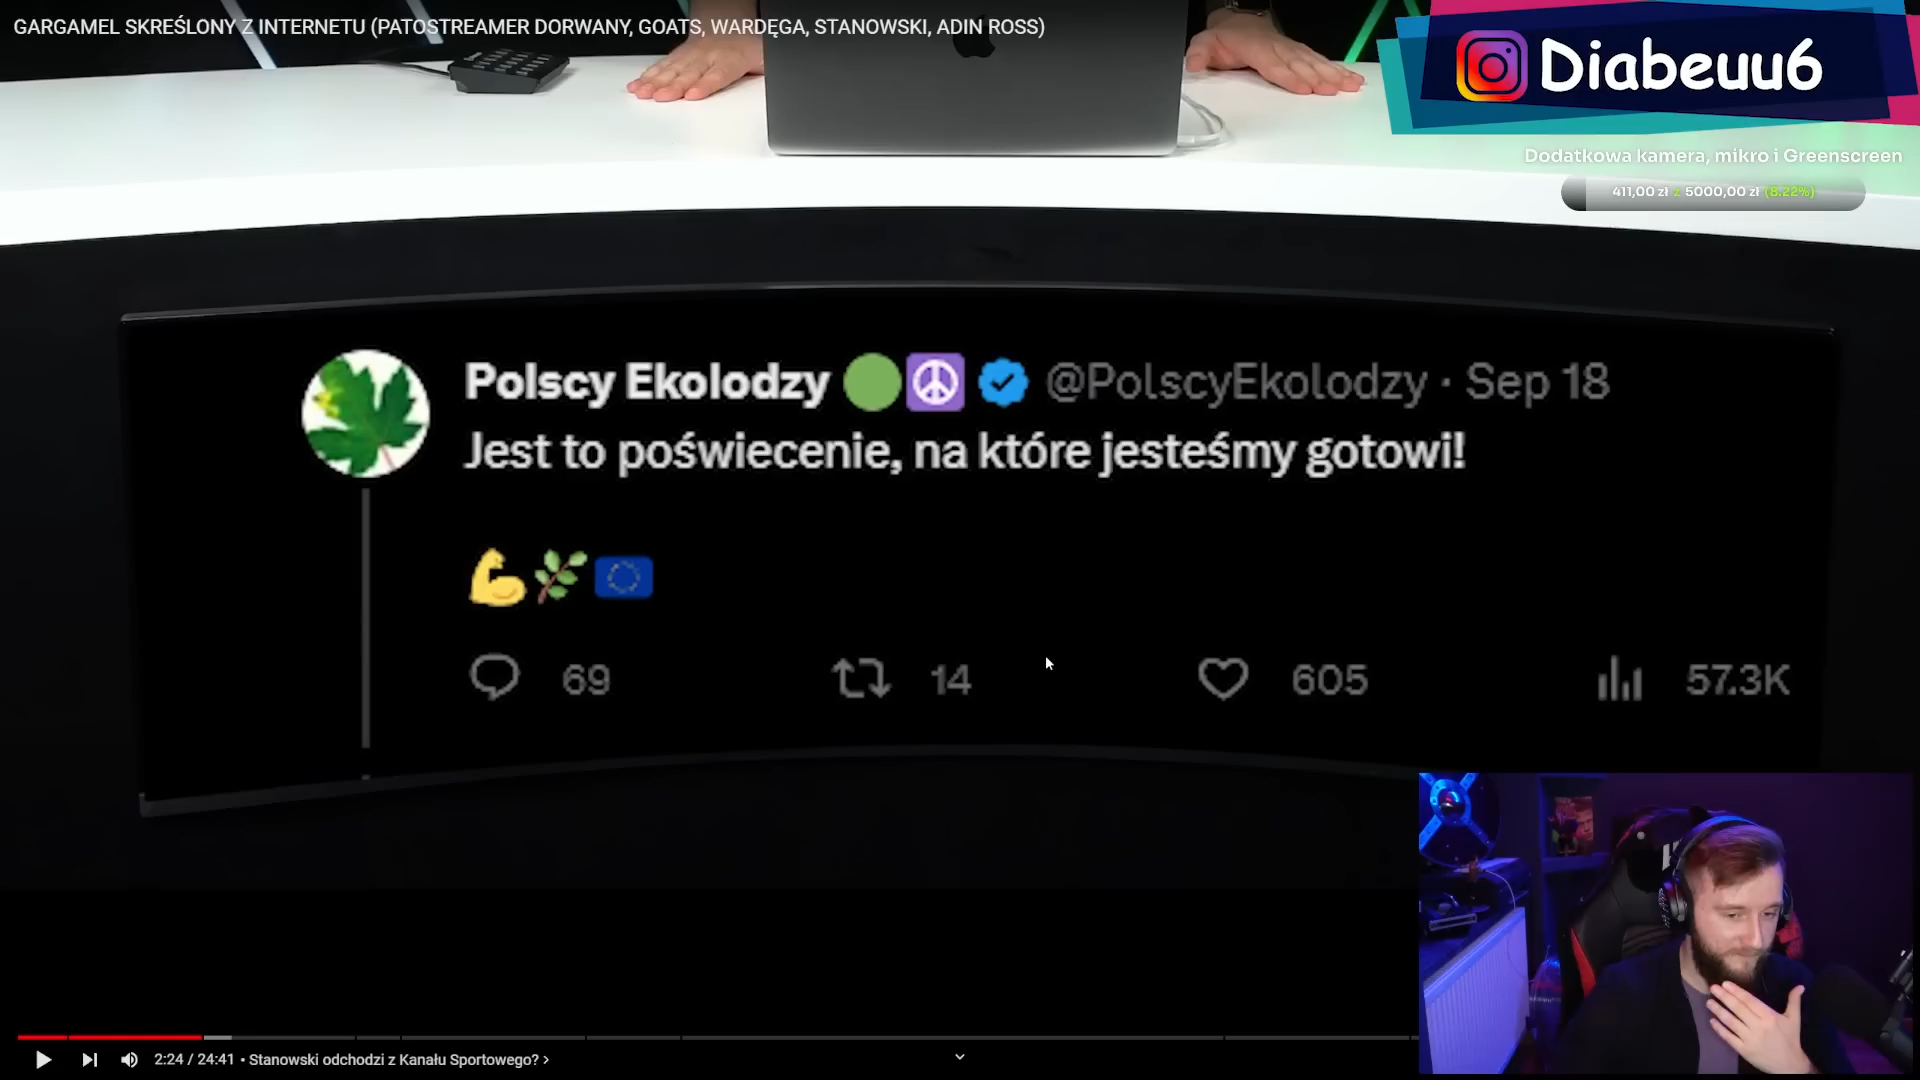 GARGAMEL SKREŚLONY Z INTERNETU (PATOSTREAMER DORWANY, GOATS, WARDĘGA, STANOWSKI, ADIN ROSS)
Diabeuu6
Dodatkowa kamera, mikro i Greenscreen
411,00 zł z 5000,00 zł (8.22%)
Polscy Ekolodzy @PolscyEkolodzy · Sep 18
Jest to poświecenie, na które jesteśmy gotowi!
69 14 605 57.3K
2:24 / 24:41 • Stanowski odchodzi z Kanału Sportowego? >